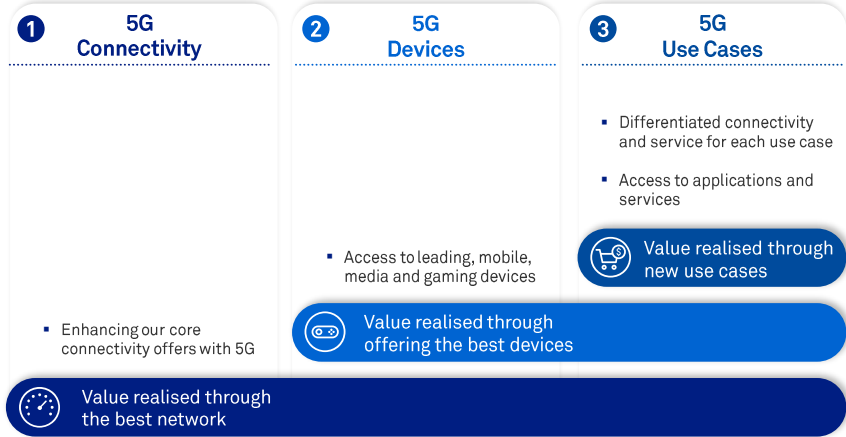 1
5G
Connectivity
▪ Enhancing our core
connectivity offers with 5G
2
5G
Devices
▪ Access to leading, mobile,
media and gaming devices
3
5G
Use Cases
▪ Differentiated connectivity
and service for each use case
▪ Access to applications and
services
$
Value realised through
new use cases
Value realised through
offering the best devices
Value realised through
the best network